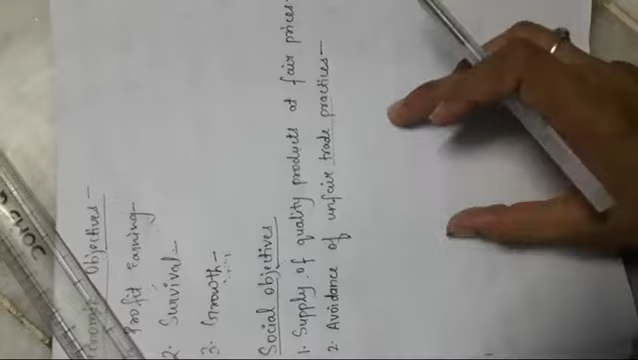 Economic Objectives-
Profit Earning-
2. Survival-
3. Growth-
Social objectives
1. Supply of quality products at fair prices-
2. Avoidance of unfair trade practices-